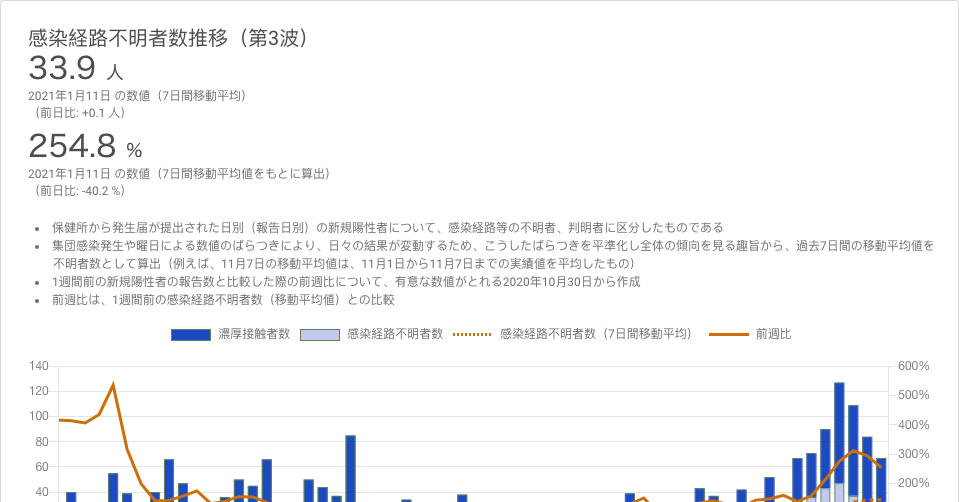 感染経路不明者数推移（第3波）
33.9 人
2021年1月11日 の数値（7日間移動平均）
（前日比: +0.1 人）
254.8 %
2021年1月11日 の数値（7日間移動平均値をもとに算出）
（前日比: -40.2 %）
• 保健所から発生届が提出された日別（報告日別）の新規陽性者について、感染経路等の不明者、判明者に区分したものである
• 集団感染発生や曜日による数値のばらつきにより、日々の結果が変動するため、こうしたばらつきを平準化し全体の傾向を見る趣旨から、過去7日間の移動平均値を
不明者数として算出（例えば、11月7日の移動平均値は、11月1日から11月7日までの実績値を平均したもの）
• 1週間前の新規陽性者の報告数と比較した際の前週比について、有意な数値がとれる2020年10月30日から作成
• 前週比は、1週間前の感染経路不明者数（移動平均値）との比較
濃厚接触者数 感染経路不明者数 感染経路不明者数（7日間移動平均） 前週比
140 600%
120 500%
100 400%
80 300%
60 200%
40